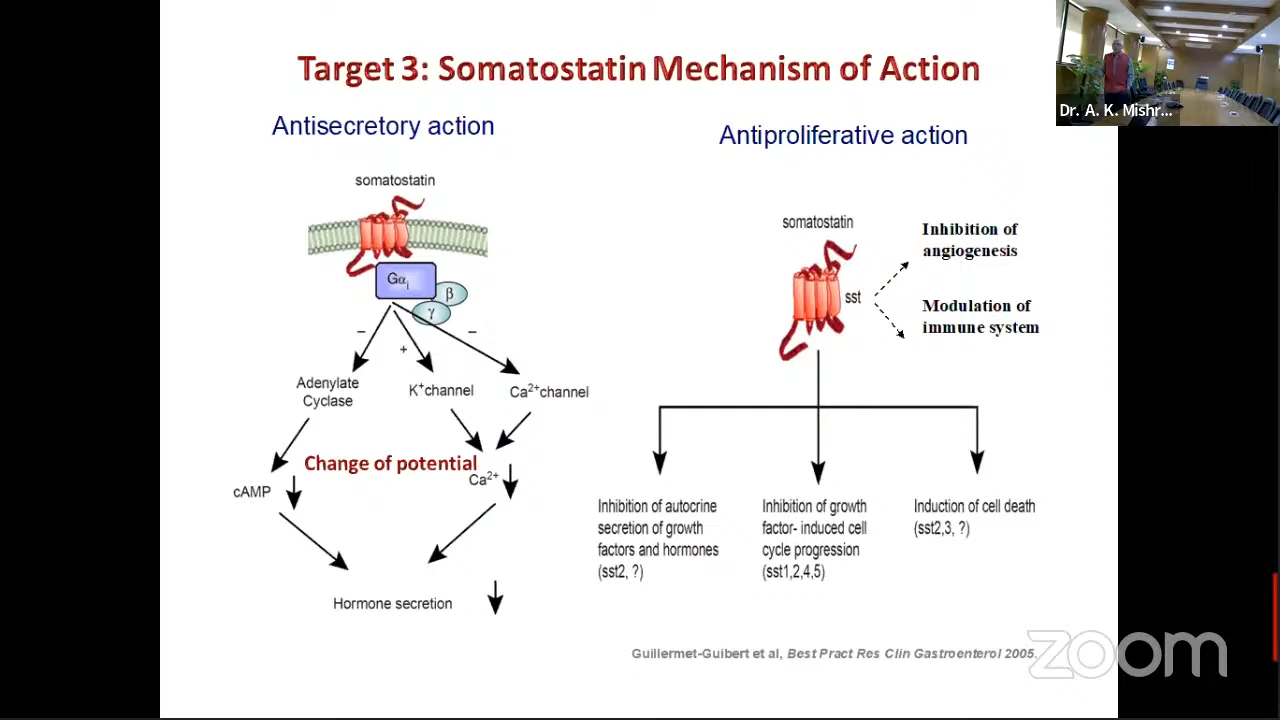 Target 3: Somatostatin Mechanism of Action
Dr. A. K. Mishr...
Antisecretory action
somatostatin
Gαi
β
γ
−
+
−
Adenylate
Cyclase
K+channel
Ca2+channel
Change of potential
cAMP
Ca2+
Hormone secretion
Antiproliferative action
somatostatin
sst
Inhibition of
angiogenesis
Modulation of
immune system
Inhibition of autocrine
secretion of growth
factors and hormones
(sst2, ?)
Inhibition of growth
factor- induced cell
cycle progression
(sst1,2,4,5)
Induction of cell death
(sst2,3, ?)
Guillermet-Guibert et al, Best Pract Res Clin Gastroenterol 2005.
zoom